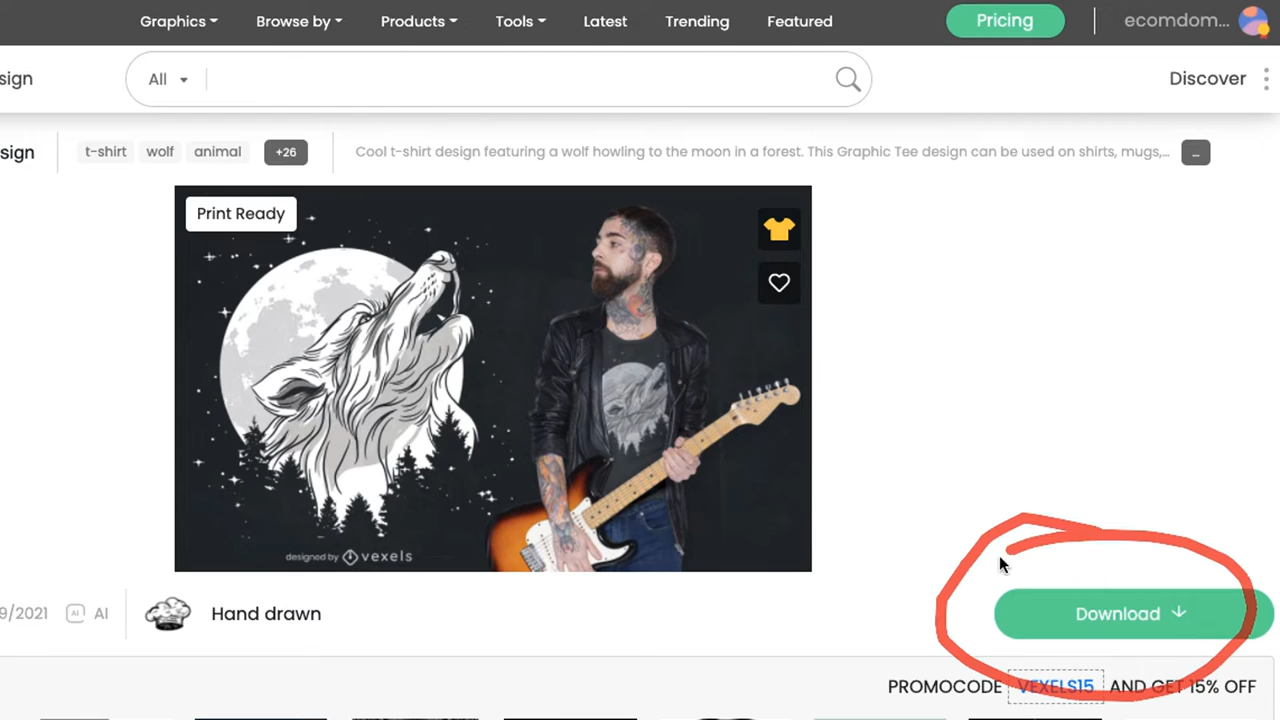 Graphics Browse by Products Tools Latest Trending Featured Pricing ecomdom...
sign All Discover
sign t-shirt wolf animal +26 Cool t-shirt design featuring a wolf howling to the moon in a forest. This Graphic Tee design can be used on shirts, mugs,... ...
Print Ready
designed by vexels
9/2021 AI AI Hand drawn Download
PROMOCODE VEXELS15 AND GET 15% OFF